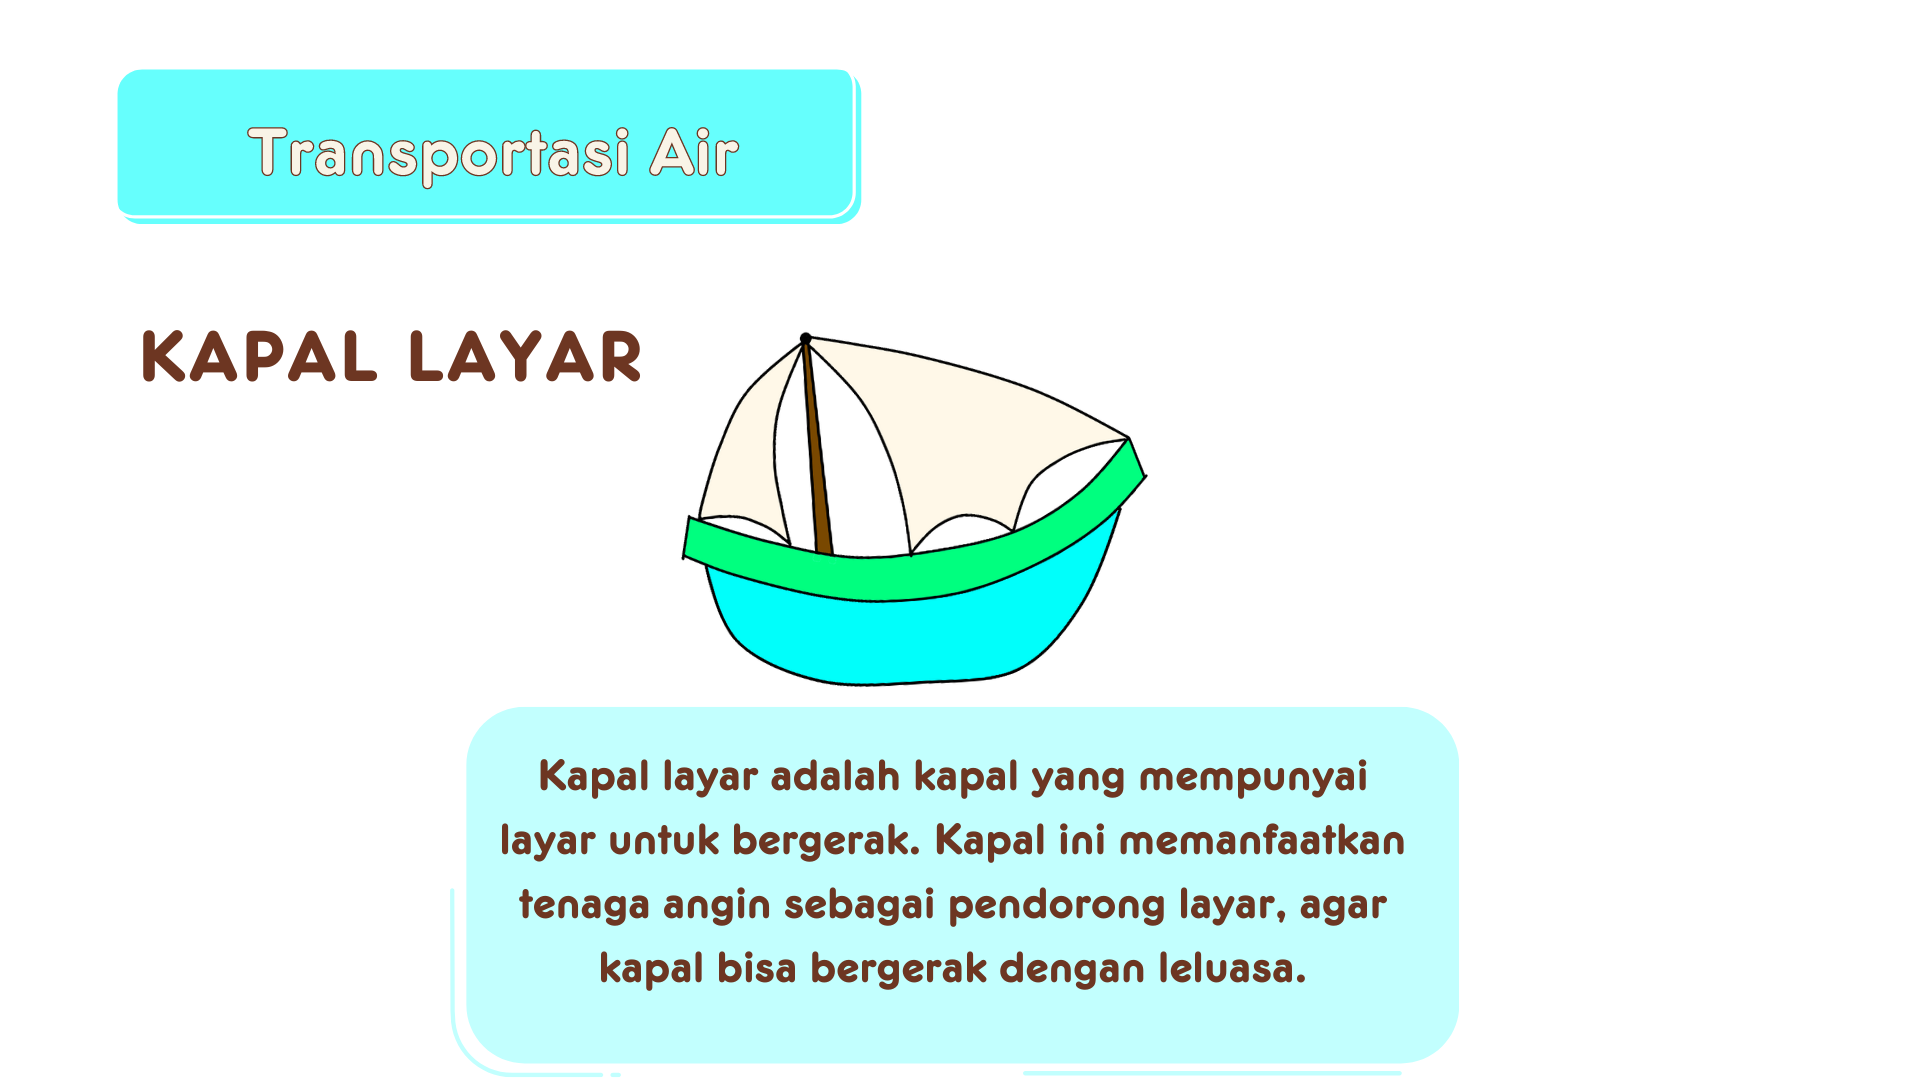 Transportasi Air
KAPAL LAYAR
Kapal layar adalah kapal yang mempunyai
layar untuk bergerak. Kapal ini memanfaatkan
tenaga angin sebagai pendorong layar, agar
kapal bisa bergerak dengan leluasa.